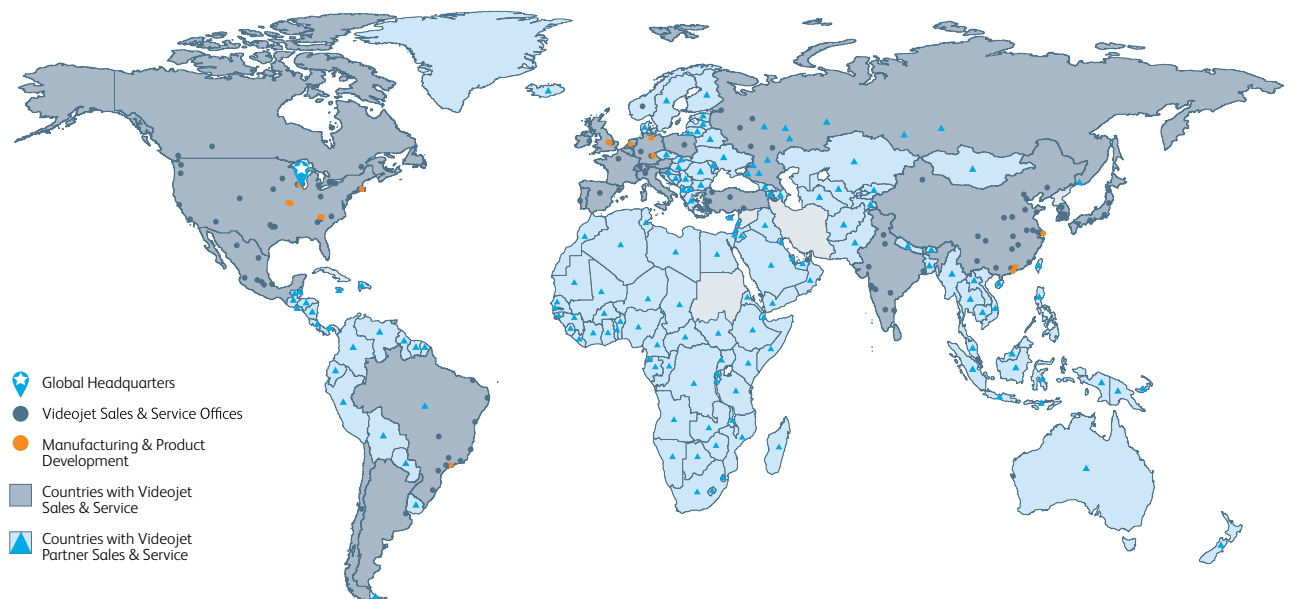 Global Headquarters
Videojet Sales & Service Offices
Manufacturing & Product
Development
Countries with Videojet
Sales & Service
Countries with Videojet
Partner Sales & Service